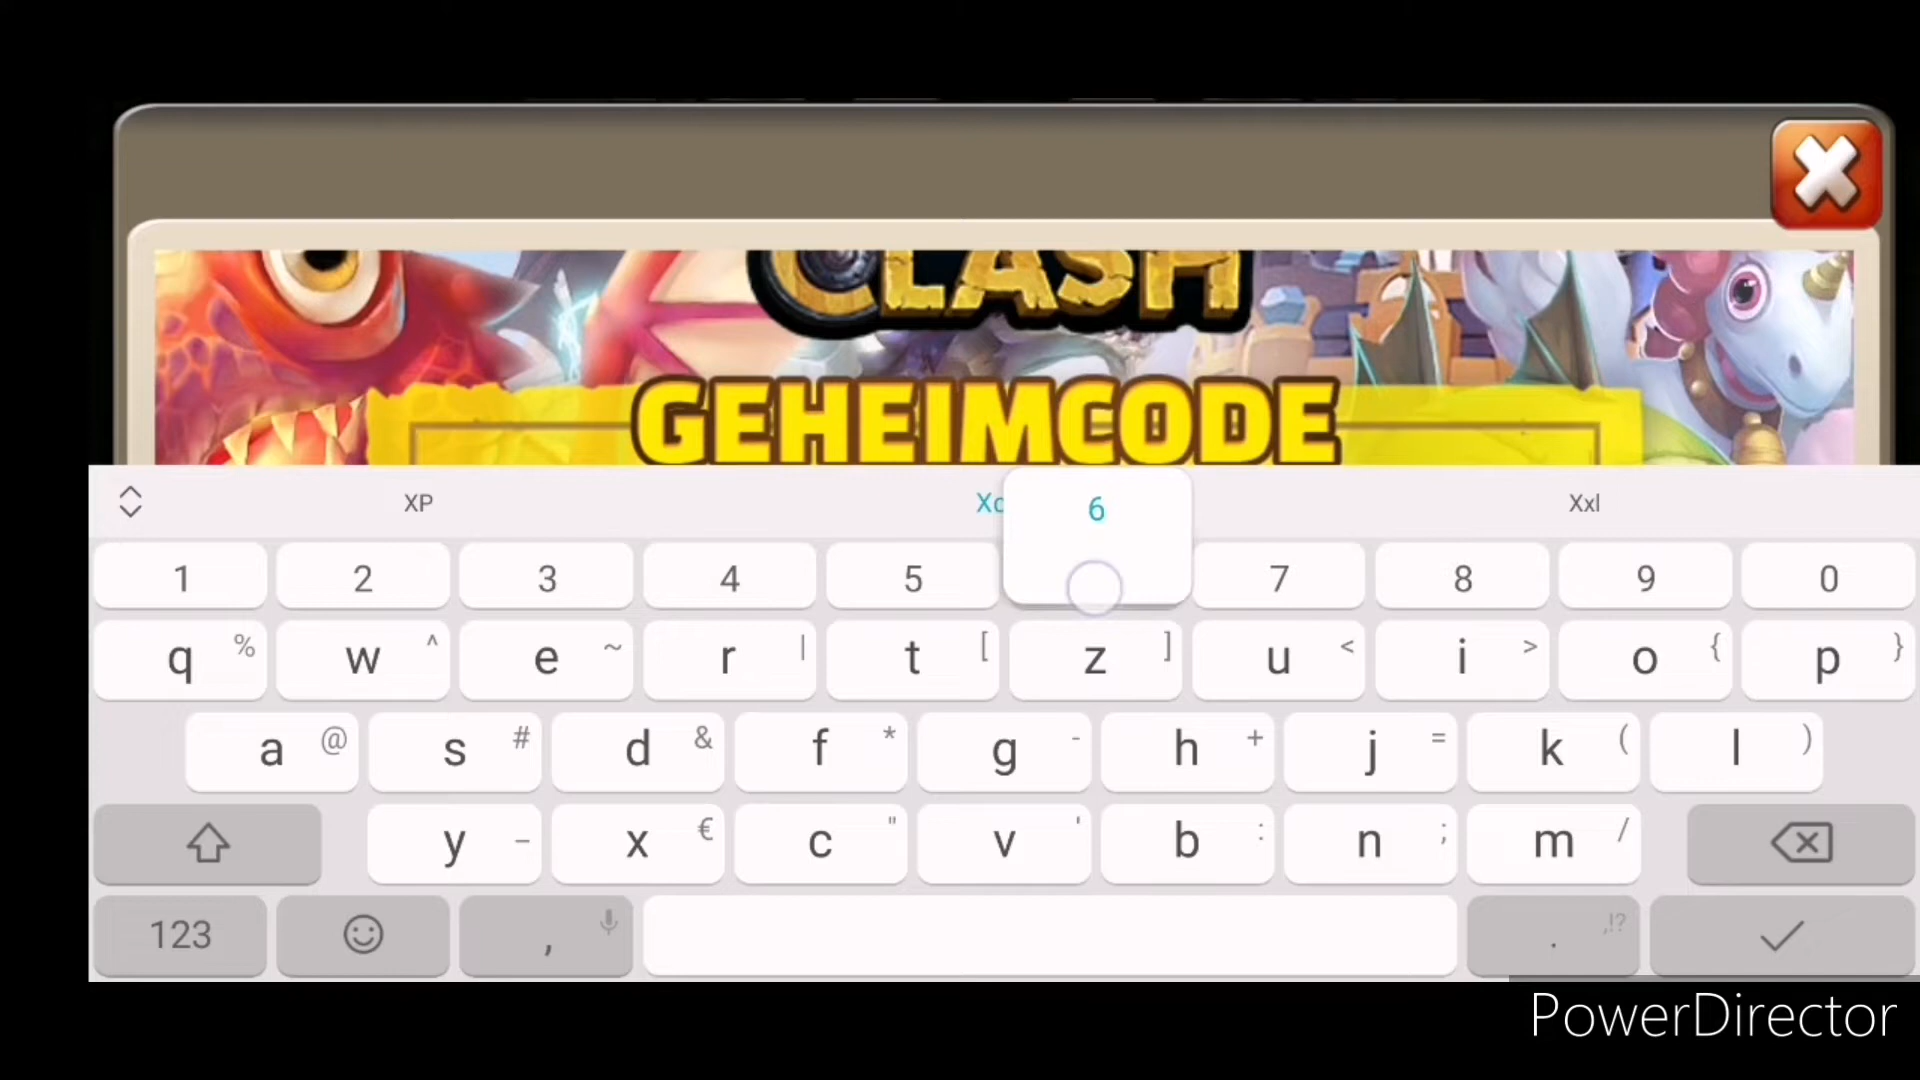 CLASH
GEHEIMCODE
XP Xxl
6
1 2 3 4 5 7 8 9 0
q % w ^ e ~ r | t [ z ] u < i > o { p }
a @ s # d & f * g - h + j = k ( l )
y _ x € c " v ' b : n ; m /
123 , . ,!?
PowerDirector